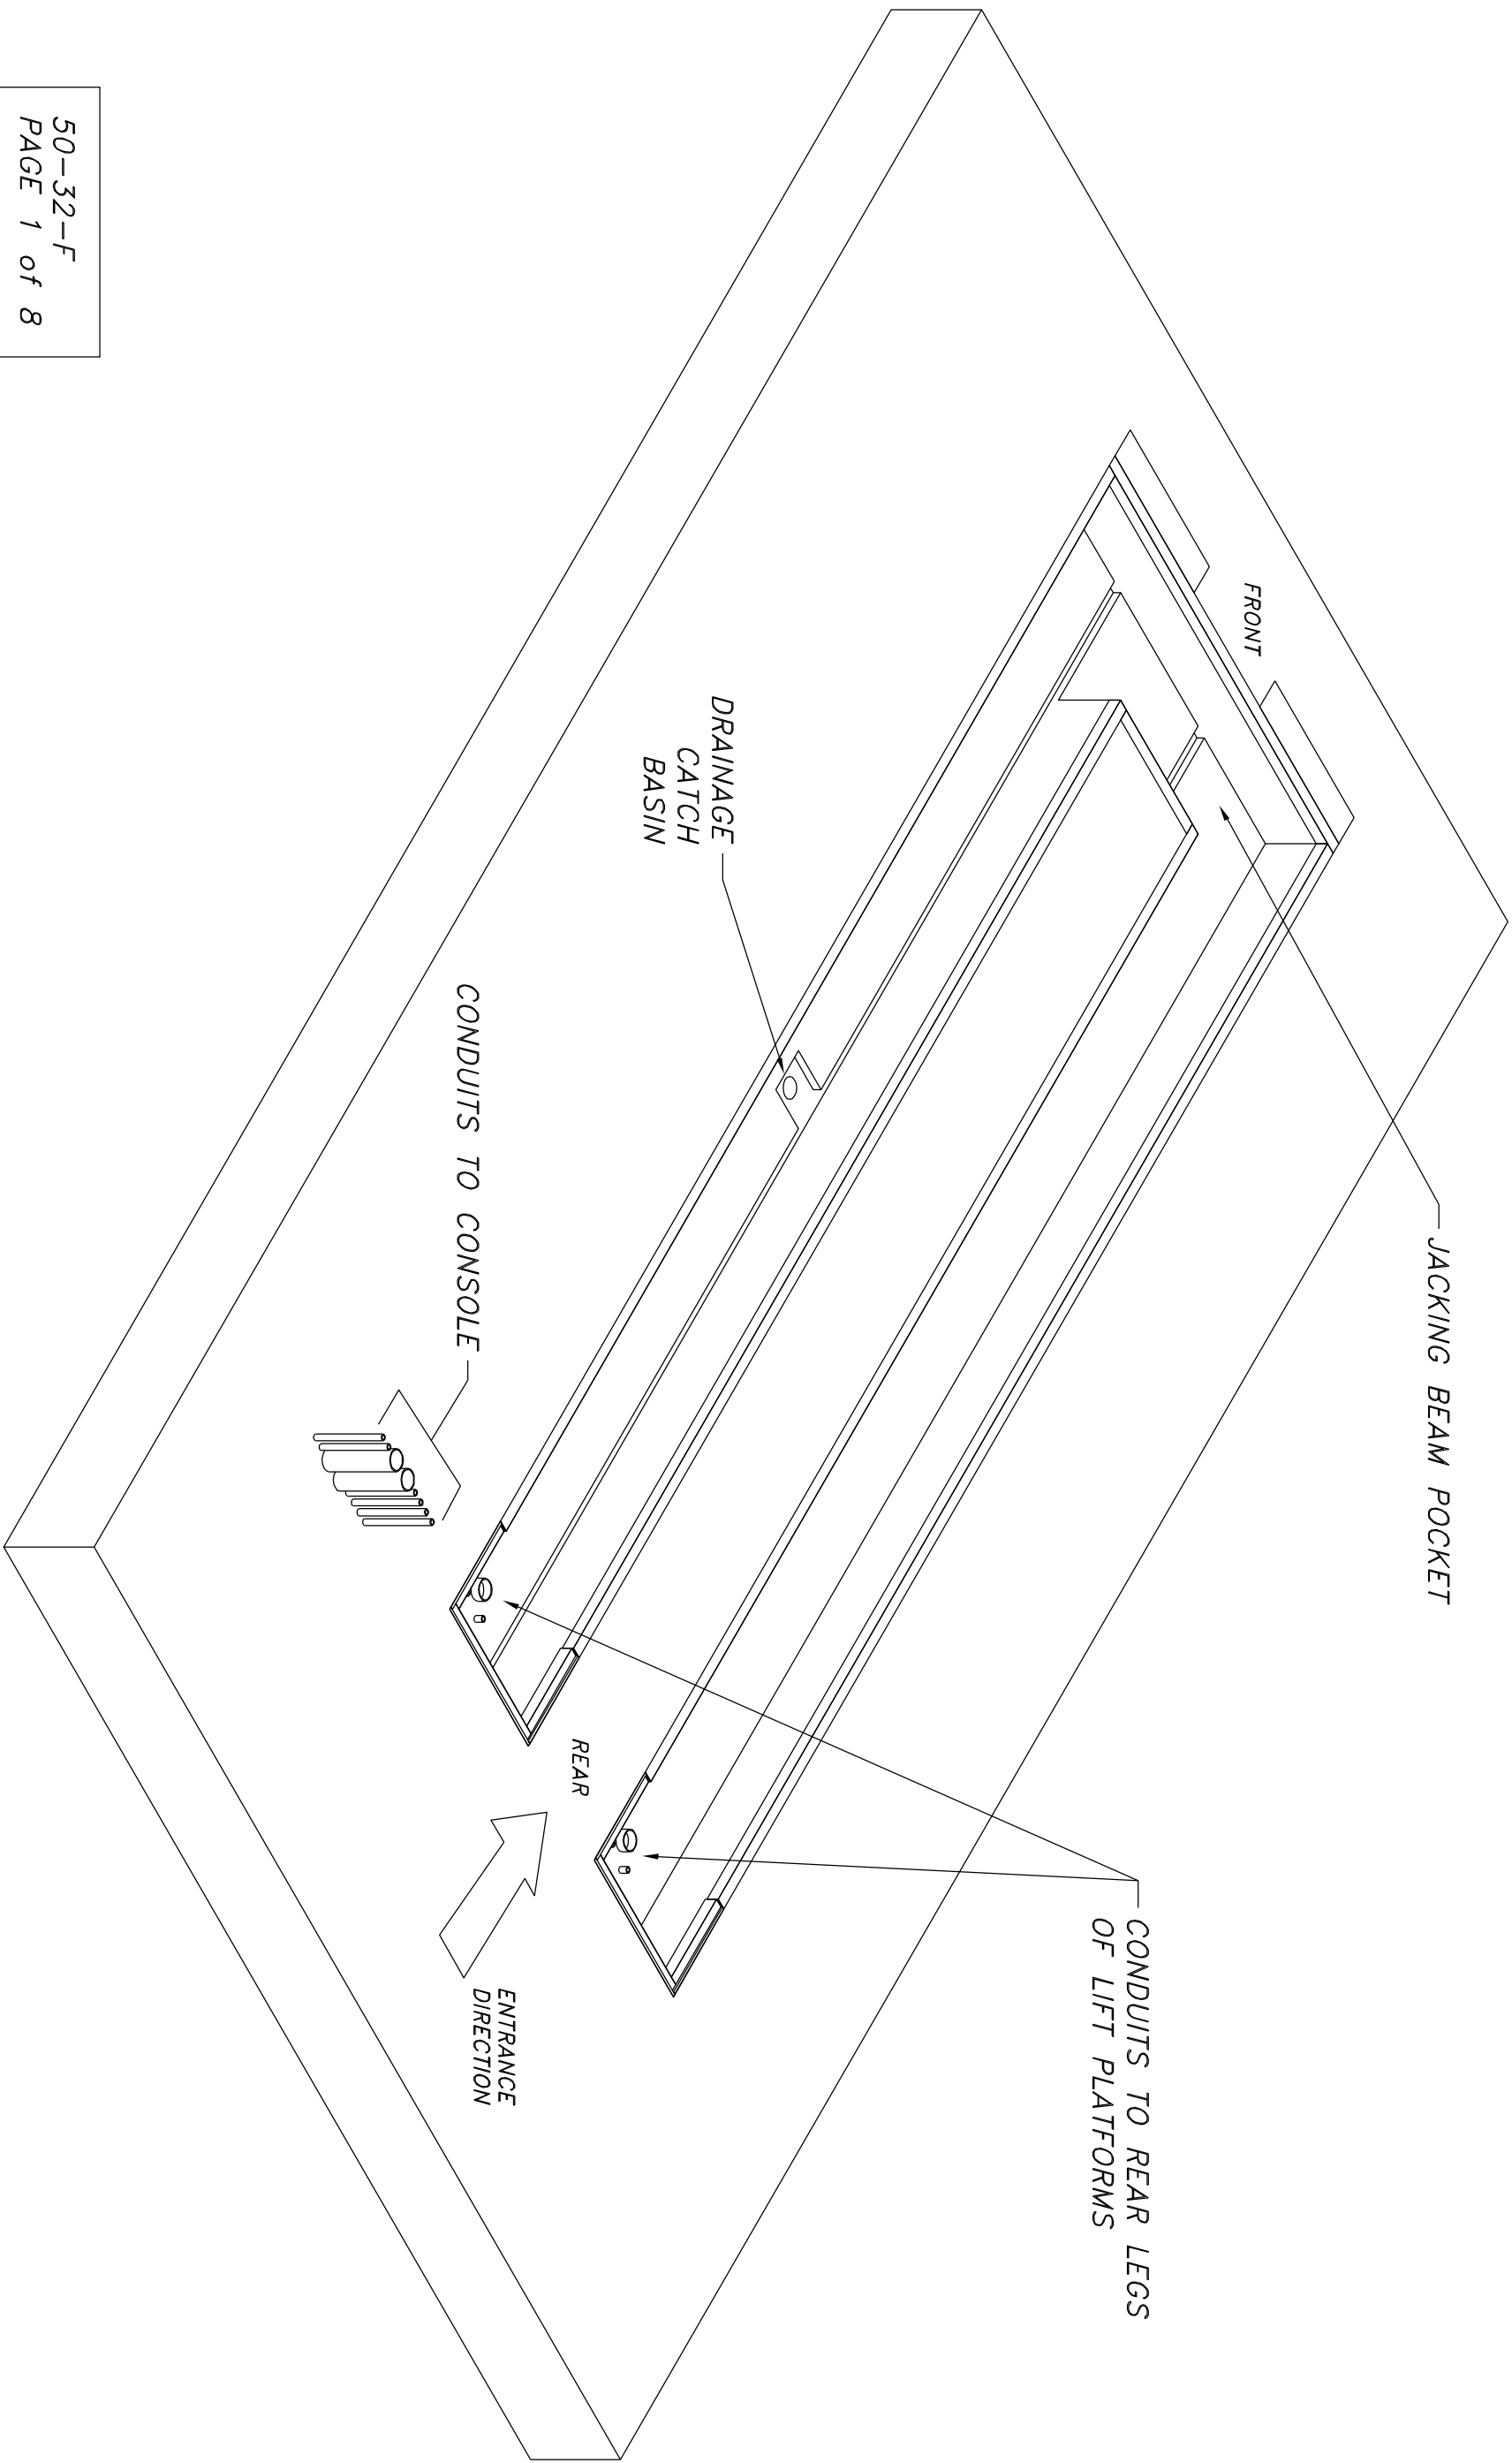 JACKING BEAM POCKET
FRONT
CONDUITS TO REAR LEGS
OF LIFT PLATFORMS
DRAINAGE
CATCH
BASIN
REAR
ENTRANCE
DIRECTION
CONDUITS TO CONSOLE
50-32-F
PAGE 1 of 8